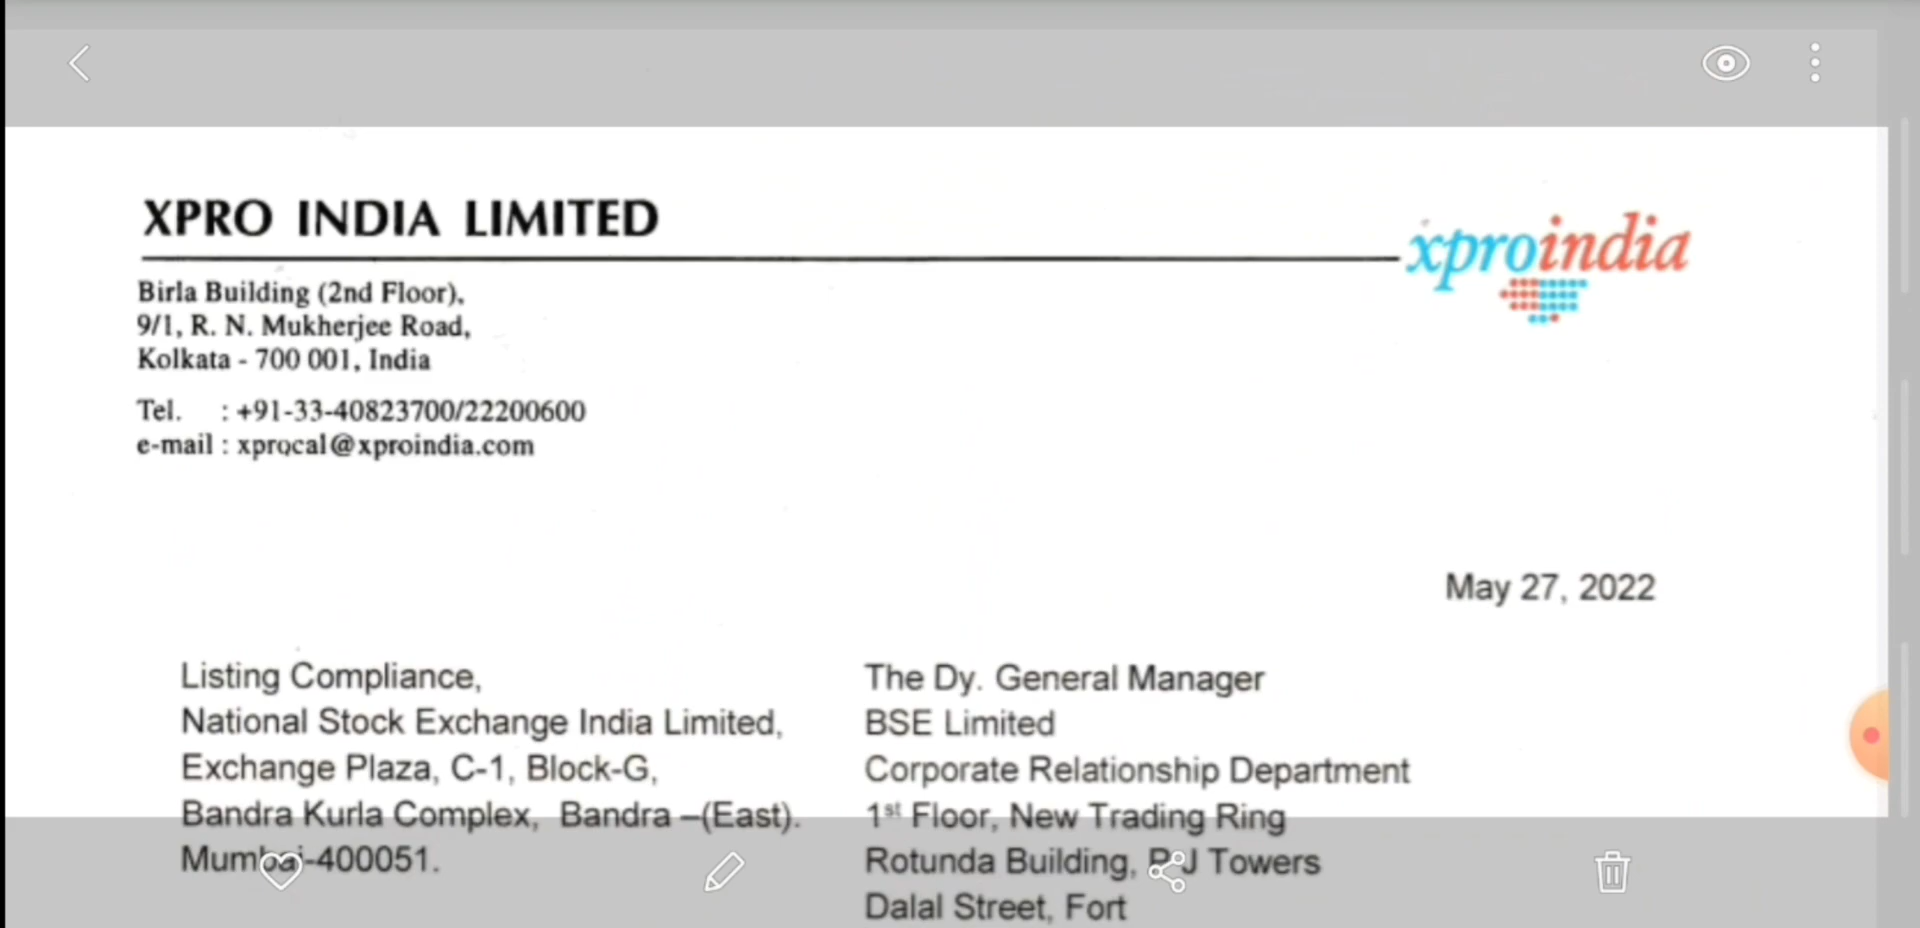 XPRO INDIA LIMITED
xproindia
Birla Building (2nd Floor),
9/1, R. N. Mukherjee Road,
Kolkata - 700 001, India
Tel. : +91-33-40823700/22200600
e-mail : xprocal@xproindia.com
May 27, 2022
Listing Compliance,
National Stock Exchange India Limited,
Exchange Plaza, C-1, Block-G,
Bandra Kurla Complex, Bandra –(East).
Mumbai-400051.
The Dy. General Manager
BSE Limited
Corporate Relationship Department
1st Floor, New Trading Ring
Rotunda Building, P J Towers
Dalal Street, Fort